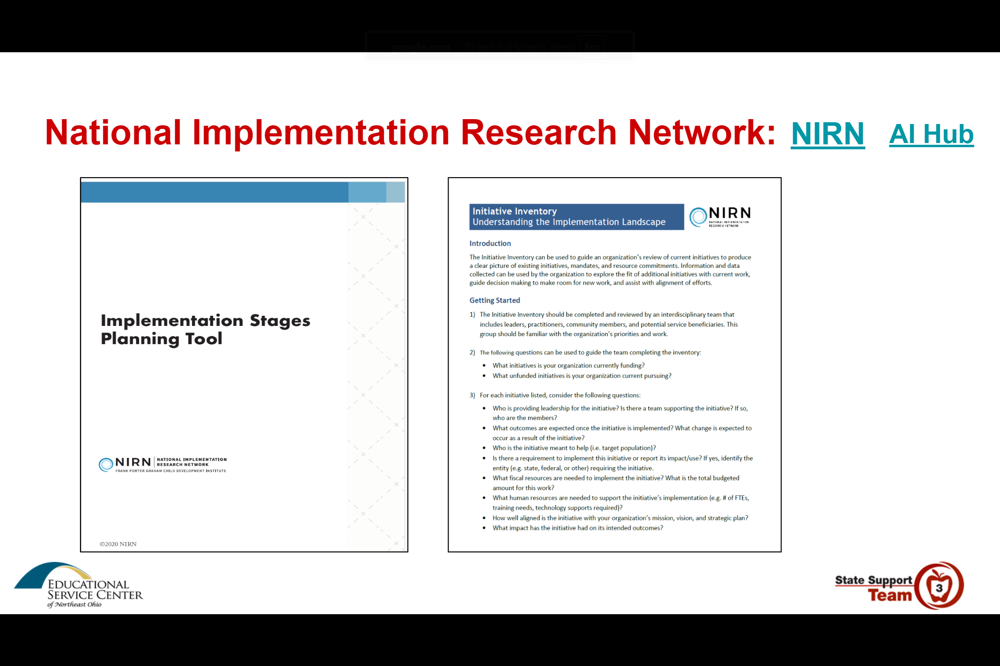 google.com – To exit full screen, press Esc
National Implementation Research Network: NIRN AI Hub
Implementation Stages
Planning Tool
NIRN NATIONAL IMPLEMENTATION
RESEARCH NETWORK
FRANK PORTER GRAHAM CHILD DEVELOPMENT INSTITUTE
©2020 NIRN
Initiative Inventory
Understanding the Implementation Landscape
NIRN
NATIONAL IMPLEMENTATION
RESEARCH NETWORK
Introduction
The Initiative Inventory can be used to guide an organization’s review of current initiatives to produce
a clear picture of existing initiatives, mandates, and resource commitments. Information and data
collected can be used by the organization to explore the fit of additional initiatives with current work,
guide decision making to make room for new work, and assist with alignment of efforts.
Getting Started
1) The Initiative Inventory should be completed and reviewed by an interdisciplinary team that
includes leaders, practitioners, community members, and potential service beneficiaries. This
group should be familiar with the organization’s priorities and work.
2) The following questions can be used to guide the team completing the inventory:
• What initiatives is your organization currently funding?
• What unfunded initiatives is your organization current pursuing?
3) For each initiative listed, consider the following questions:
• Who is providing leadership for the initiative? Is there a team supporting the initiative? If so,
who are the members?
• What outcomes are expected once the initiative is implemented? What change is expected to
occur as a result of the initiative?
• Who is the initiative meant to help (i.e. target population)?
• Is there a requirement to implement this initiative or report its impact/use? If yes, identify the
entity (e.g. state, federal, or other) requiring the initiative.
• What fiscal resources are needed to implement the initiative? What is the total budgeted
amount for this work?
• What human resources are needed to support the initiative’s implementation (e.g. # of FTEs,
training needs, technology supports required)?
• How well aligned is the initiative with your organization’s mission, vision, and strategic plan?
• What impact has the initiative had on its intended outcomes?
EDUCATIONAL
SERVICE CENTER
of Northeast Ohio
State Support
Team
3